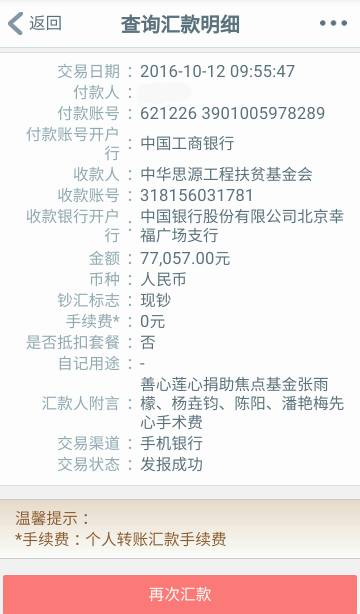 返回
查询汇款明细
交易日期：2016-10-12 09:55:47
付款人：
付款账号：621226 3901005978289
付款账号开户行：中国工商银行
收款人：中华思源工程扶贫基金会
收款账号：318156031781
收款银行开户行：中国银行股份有限公司北京幸
福广场支行
金额：77,057.00元
币种：人民币
钞汇标志：现钞
手续费*：0元
是否抵扣套餐：否
自记用途：-
汇款人附言：善心莲心捐助焦点基金张雨
檬、杨垚钧、陈阳、潘艳梅先
心手术费
交易渠道：手机银行
交易状态：发报成功
温馨提示：
*手续费：个人转账汇款手续费
再次汇款